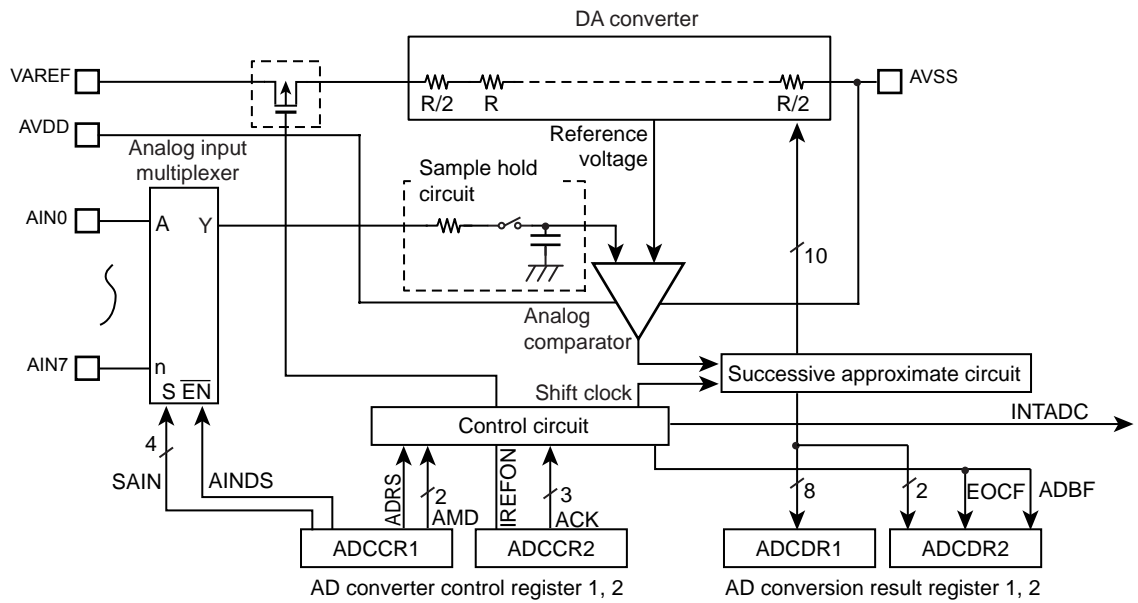 DA converter
VAREF
AVSS
R/2
R
R/2
AVDD
Reference
voltage
Analog input
multiplexer
Sample hold
circuit
AIN0
A
Y
10
Analog
comparator
AIN7
n
S EN
Successive approximate circuit
Shift clock
INTADC
Control circuit
4
SAIN
AINDS
ADRS
2
AMD
IREFON
3
ACK
8
2
EOCF
ADBF
ADCCR1
ADCCR2
ADCDR1
ADCDR2
AD converter control register 1, 2
AD conversion result register 1, 2